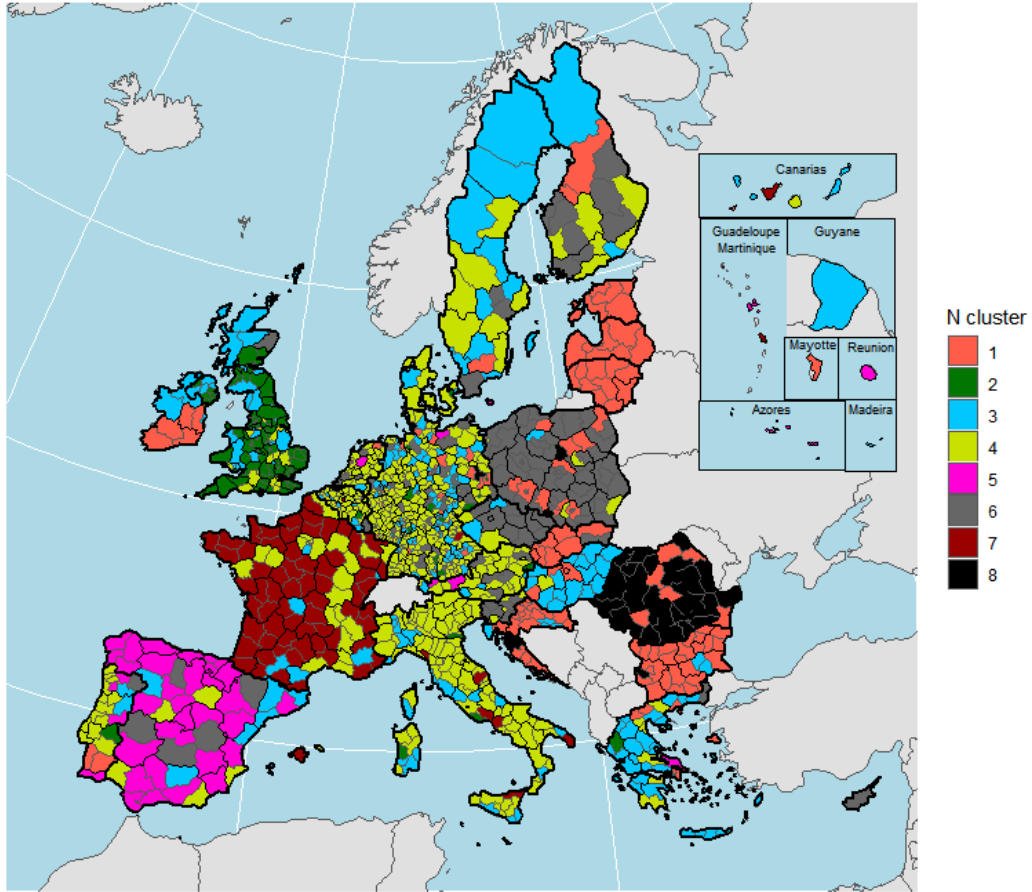 Canarias
Guadeloupe
Martinique
Guyane
Mayotte
Reunion
Azores
Madeira
N cluster
1
2
3
4
5
6
7
8